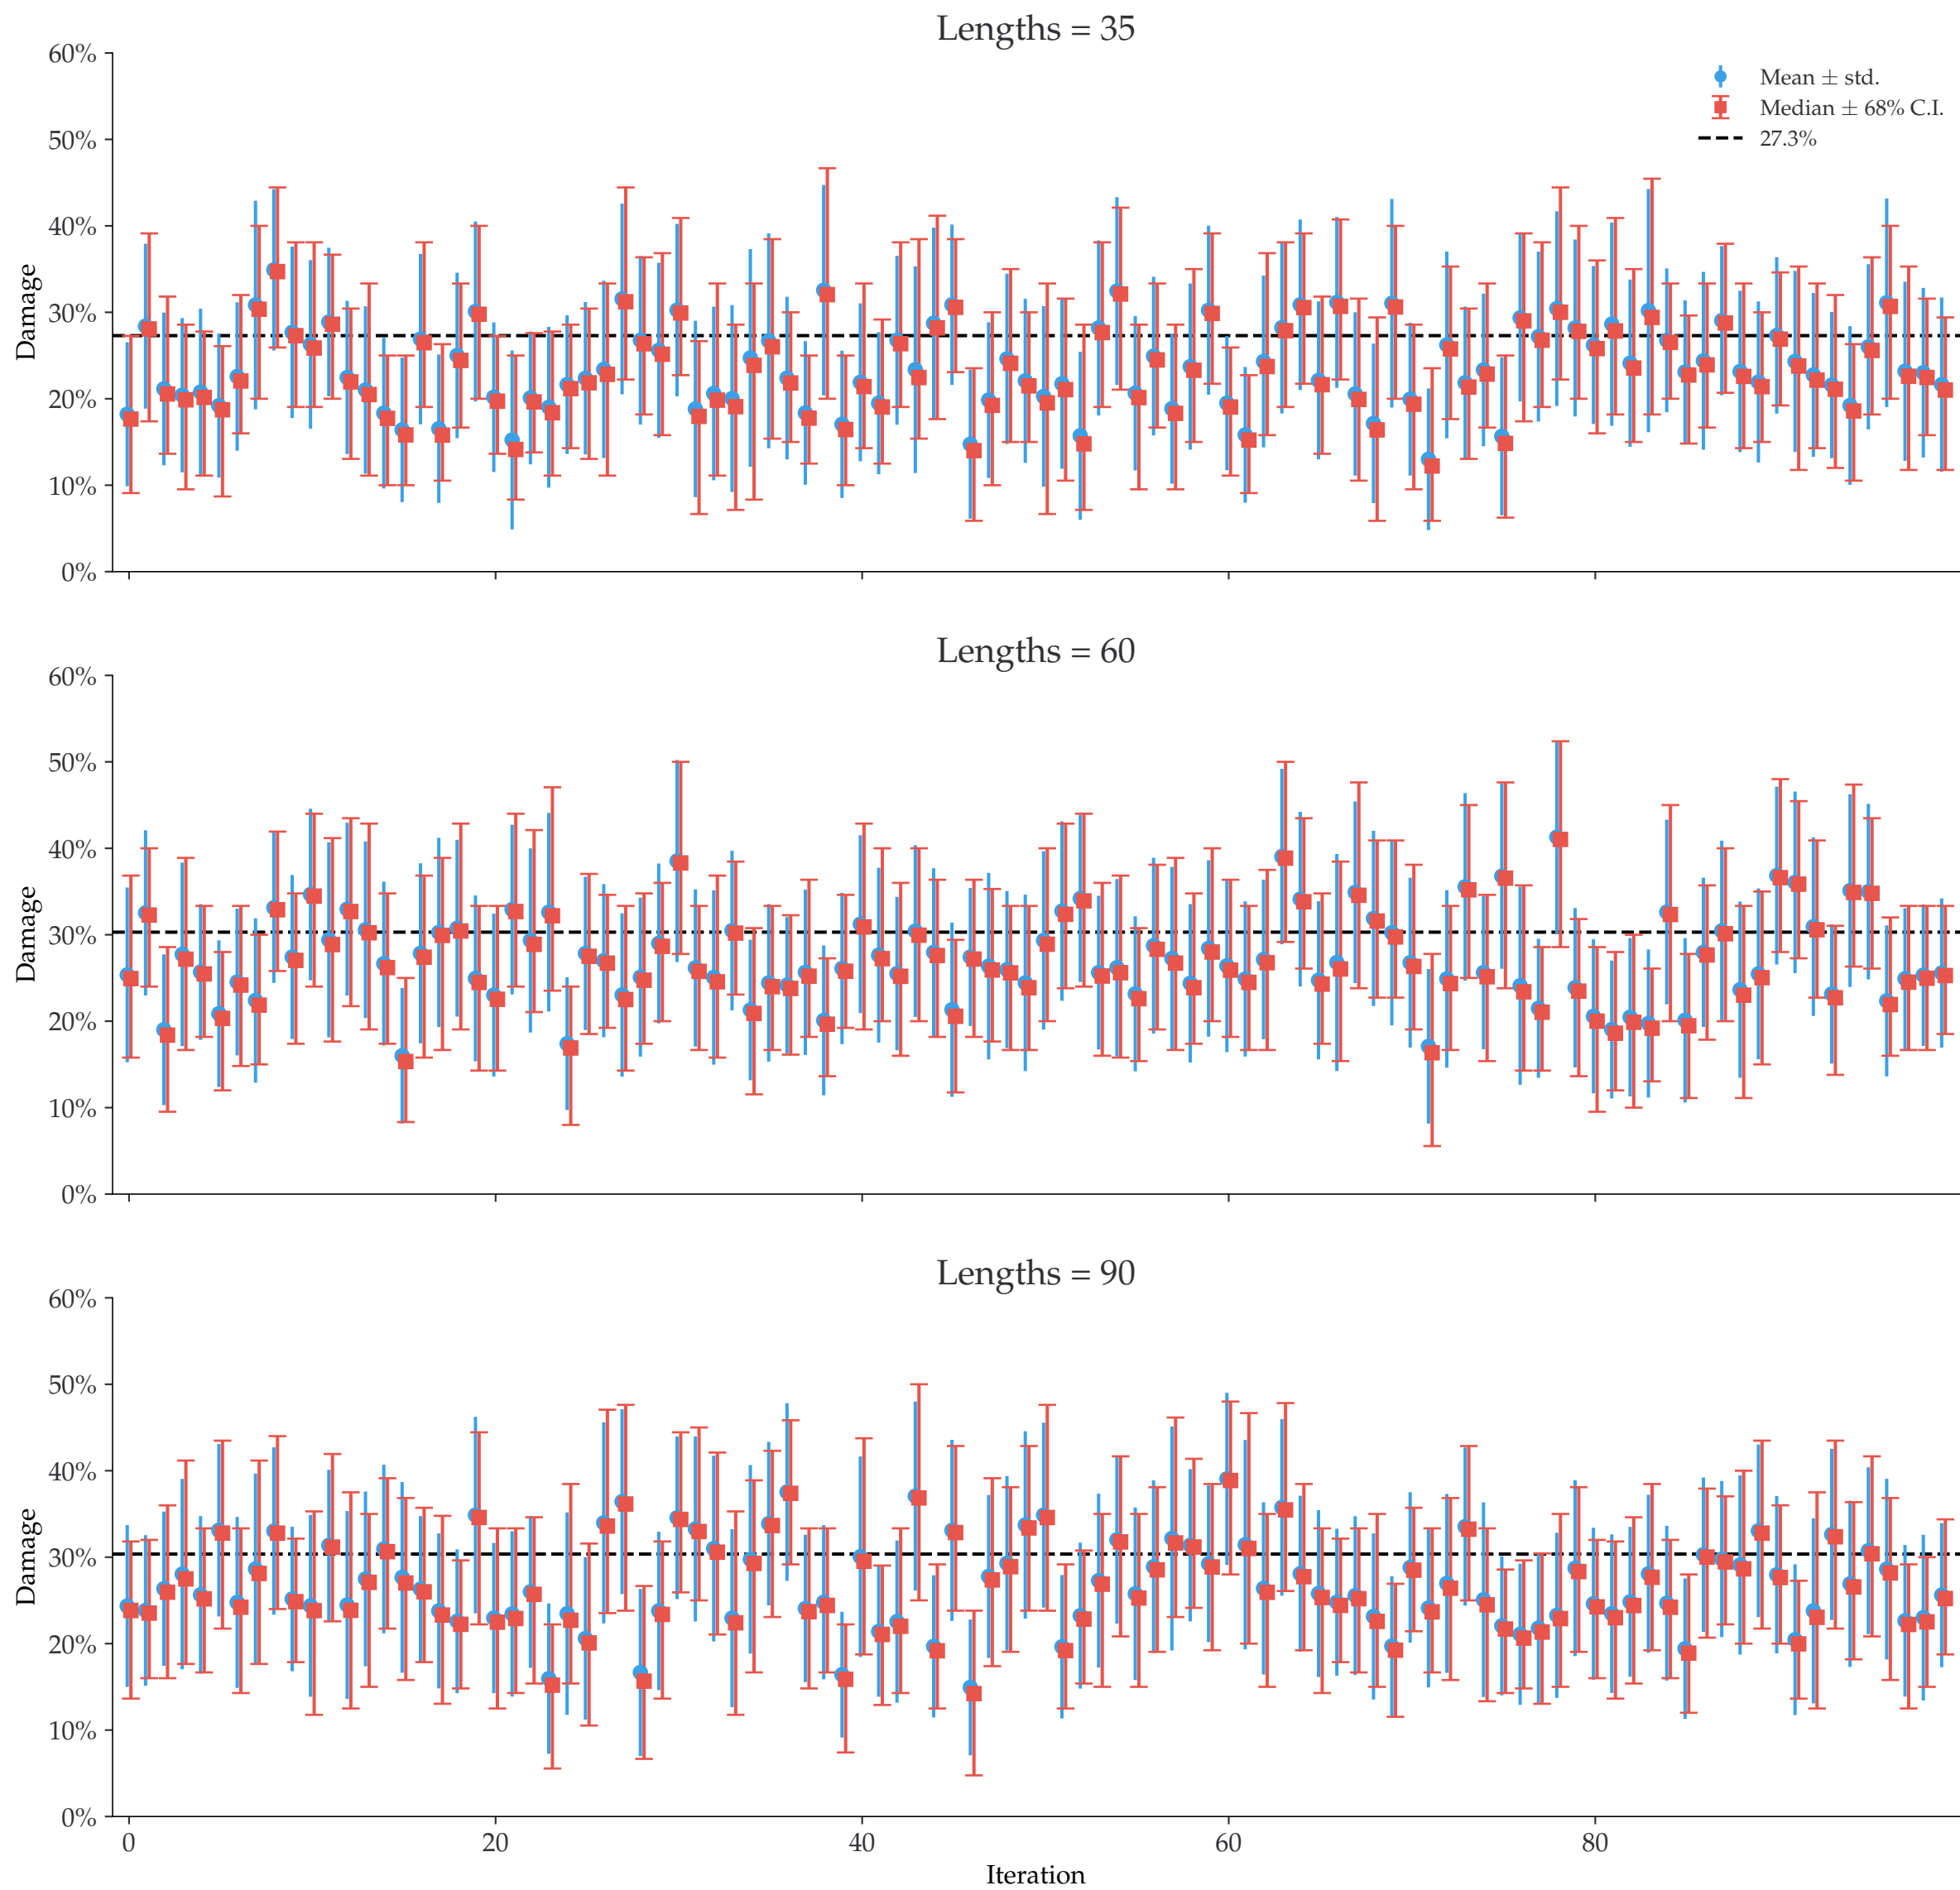 Lengths = 35
60%
50%
40%
30%
20%
10%
0%
Damage
Mean ± std.
Median ± 68% C.I.
27.3%
Lengths = 60
60%
50%
40%
30%
20%
10%
0%
Damage
Lengths = 90
60%
50%
40%
30%
20%
10%
0%
Damage
0 20 40 60 80
Iteration